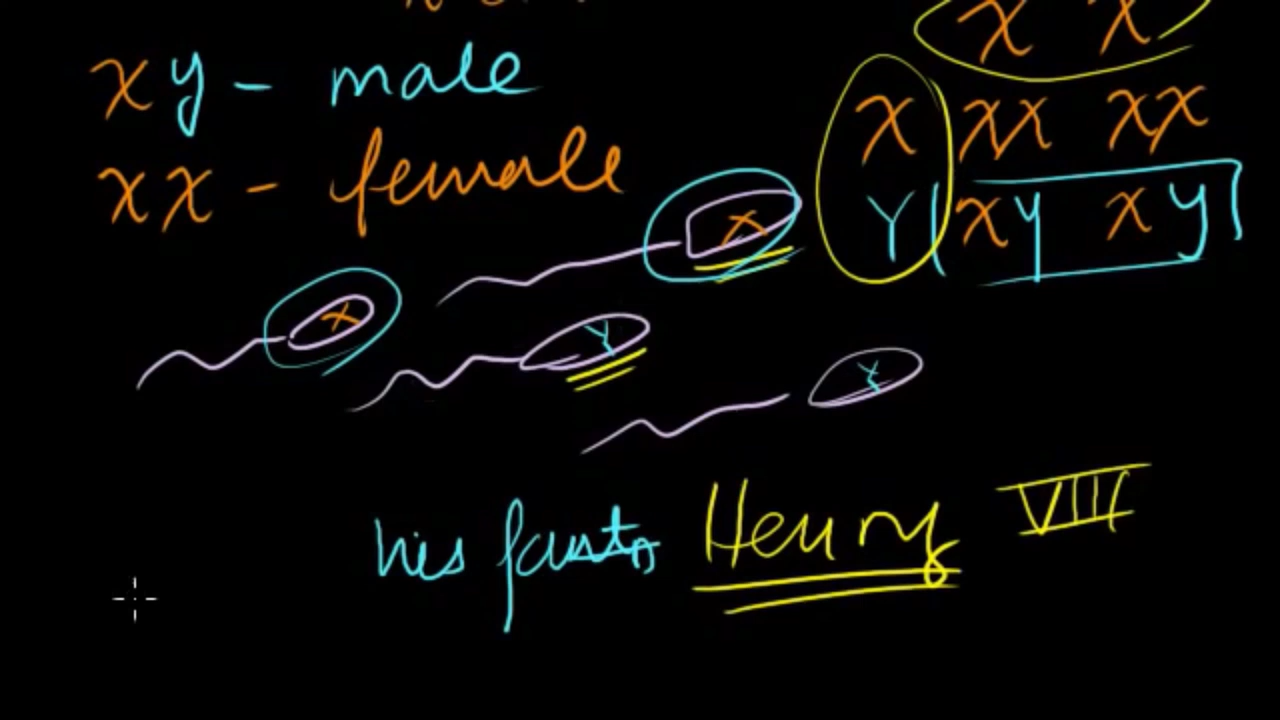 X X
xy - male
X XX XX
xx - female
Y XY XY
X
X
Y
Y
his fault Henry VIII